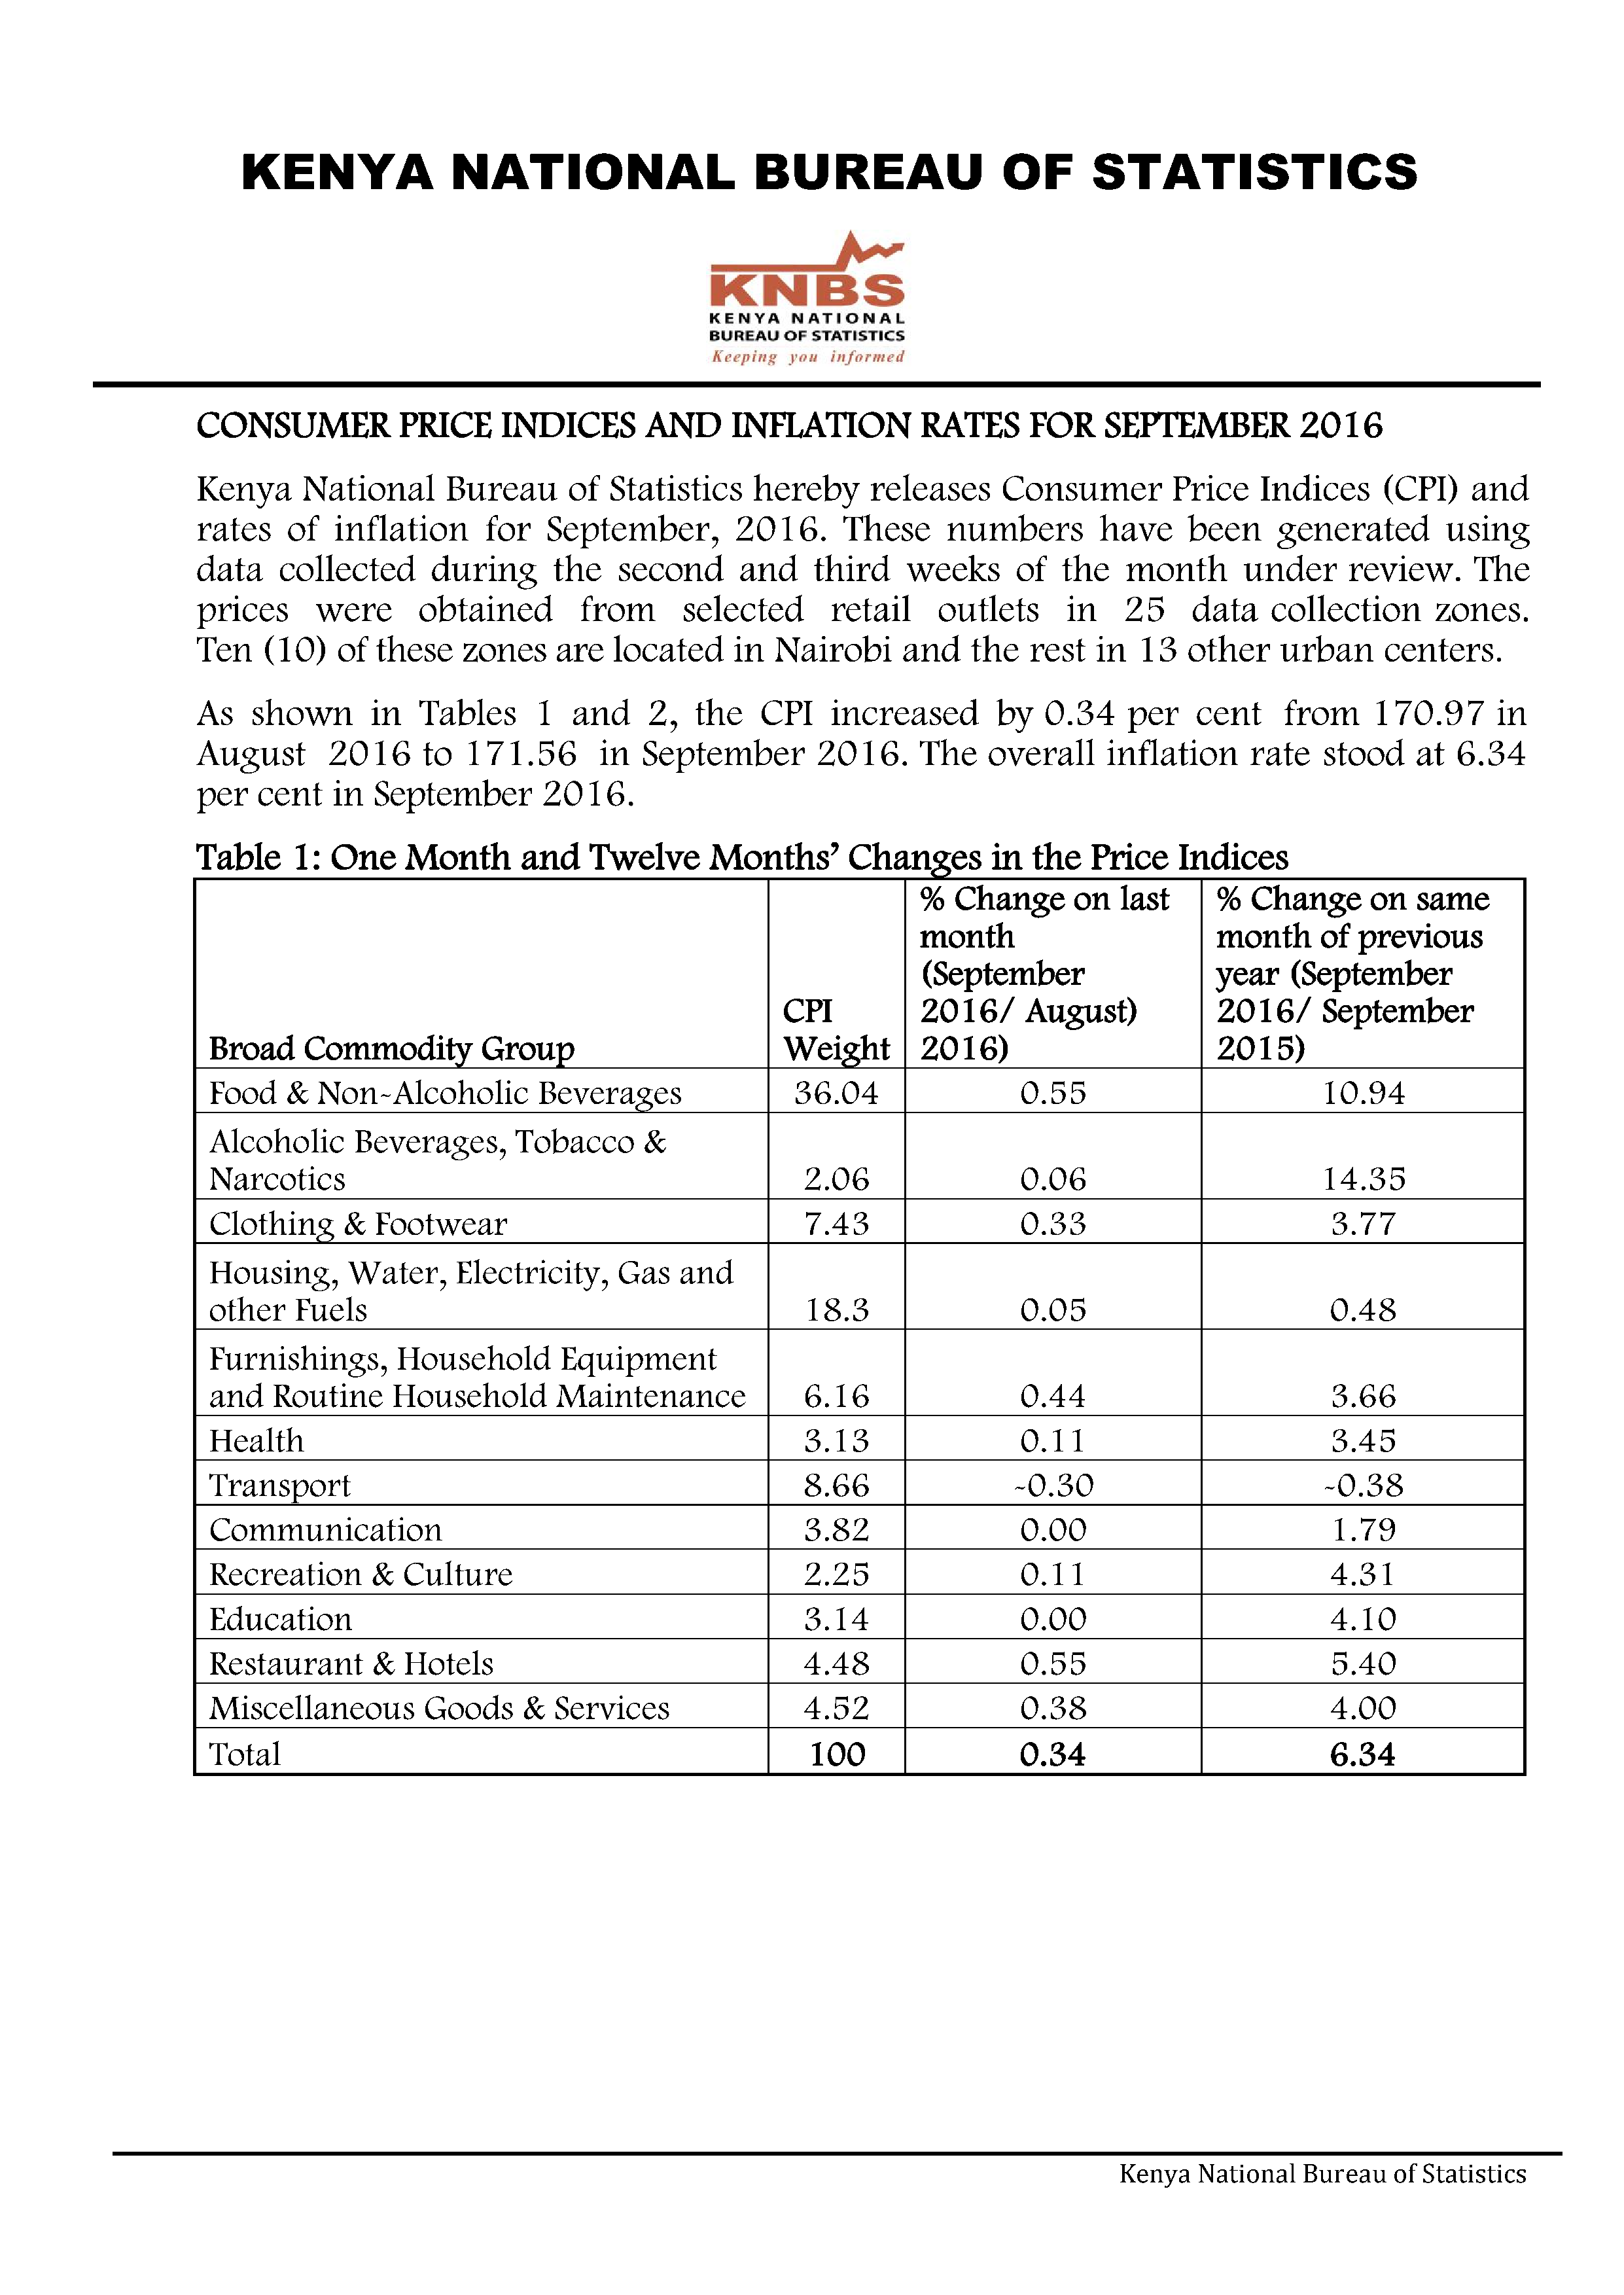 KENYA NATIONAL BUREAU OF STATISTICS
KNBS
KENYA NATIONAL
BUREAU OF STATISTICS
Keeping you informed
CONSUMER PRICE INDICES AND INFLATION RATES FOR SEPTEMBER 2016
Kenya National Bureau of Statistics hereby releases Consumer Price Indices (CPI) and
rates of inflation for September, 2016. These numbers have been generated using
data collected during the second and third weeks of the month under review. The
prices were obtained from selected retail outlets in 25 data collection zones.
Ten (10) of these zones are located in Nairobi and the rest in 13 other urban centers.
As shown in Tables 1 and 2, the CPI increased by 0.34 per cent from 170.97 in
August 2016 to 171.56 in September 2016. The overall inflation rate stood at 6.34
per cent in September 2016.
Table 1: One Month and Twelve Months' Changes in the Price Indices
Broad Commodity Group
CPI
Weight
% Change on last
month
(September
2016/ August)
2016)
% Change on same
month of previous
year (September
2016/ September
2015)
Food & Non-Alcoholic Beverages 36.04 0.55 10.94
Alcoholic Beverages, Tobacco &
Narcotics 2.06 0.06 14.35
Clothing & Footwear 7.43 0.33 3.77
Housing, Water, Electricity, Gas and
other Fuels 18.3 0.05 0.48
Furnishings, Household Equipment
and Routine Household Maintenance 6.16 0.44 3.66
Health 3.13 0.11 3.45
Transport 8.66 -0.30 -0.38
Communication 3.82 0.00 1.79
Recreation & Culture 2.25 0.11 4.31
Education 3.14 0.00 4.10
Restaurant & Hotels 4.48 0.55 5.40
Miscellaneous Goods & Services 4.52 0.38 4.00
Total 100 0.34 6.34
Kenya National Bureau of Statistics